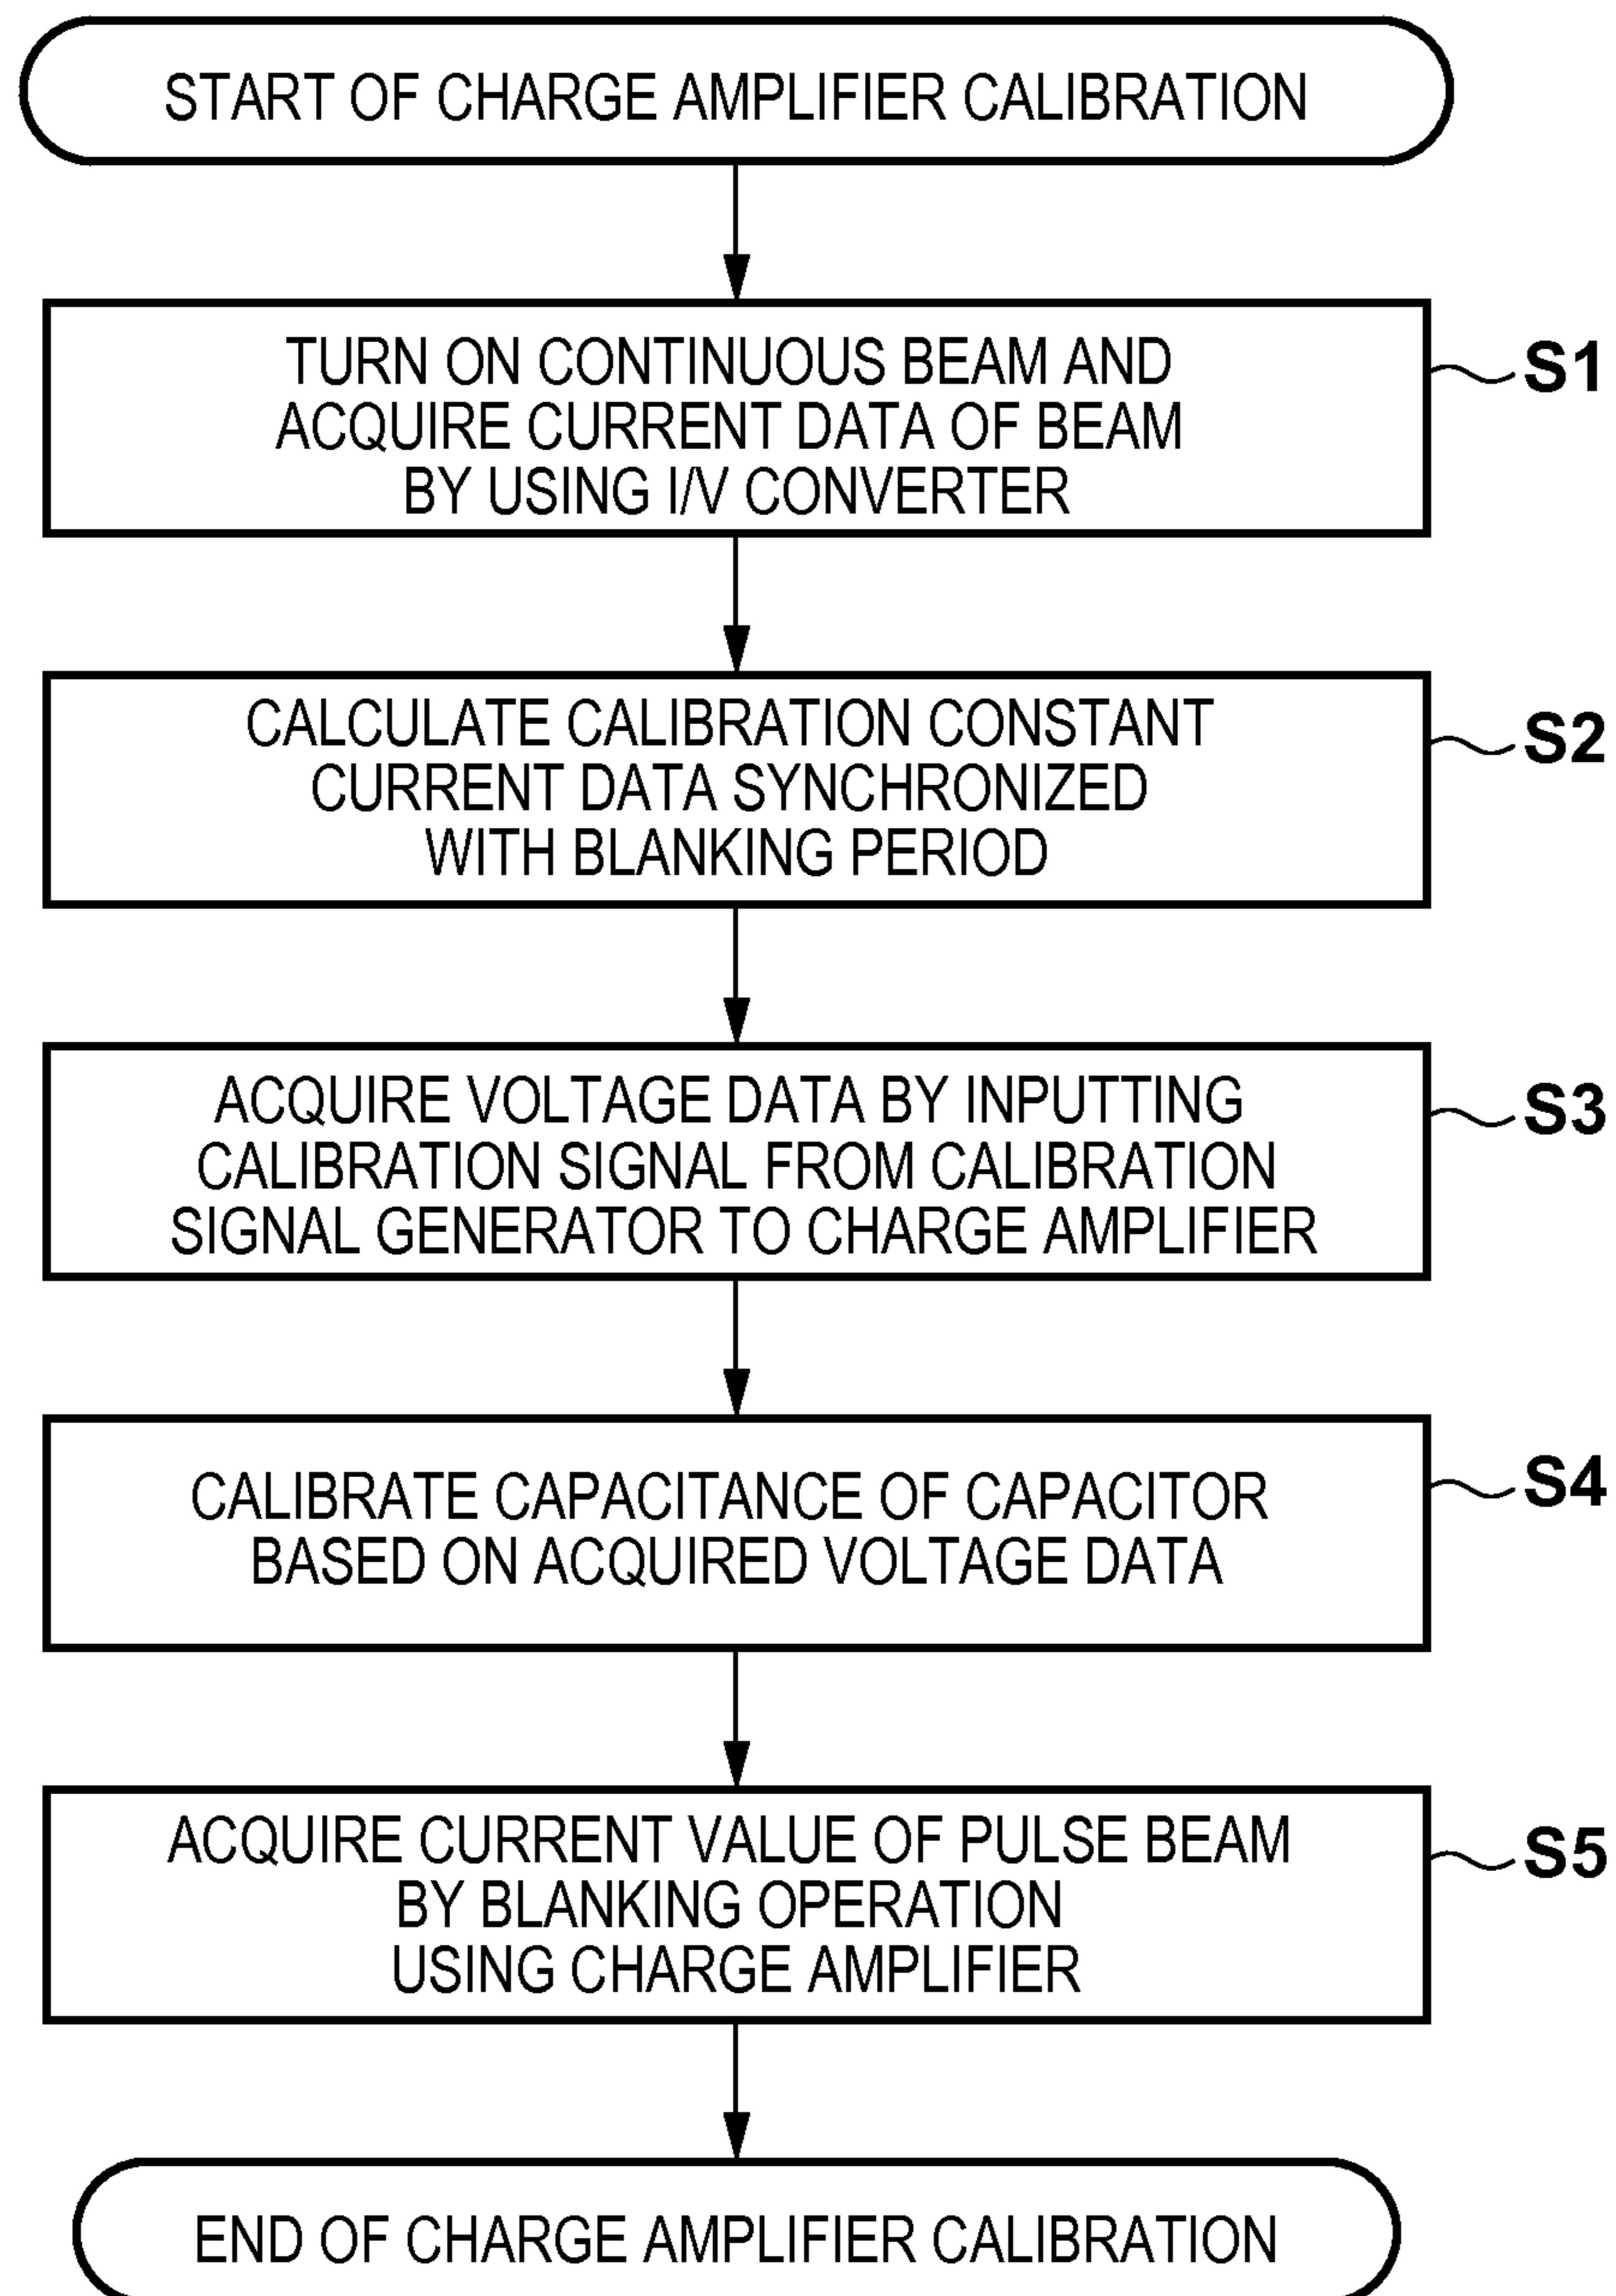 START OF CHARGE AMPLIFIER CALIBRATION
TURN ON CONTINUOUS BEAM AND
ACQUIRE CURRENT DATA OF BEAM
BY USING I/V CONVERTER
S1
CALCULATE CALIBRATION CONSTANT
CURRENT DATA SYNCHRONIZED
WITH BLANKING PERIOD
S2
ACQUIRE VOLTAGE DATA BY INPUTTING
CALIBRATION SIGNAL FROM CALIBRATION
SIGNAL GENERATOR TO CHARGE AMPLIFIER
S3
CALIBRATE CAPACITANCE OF CAPACITOR
BASED ON ACQUIRED VOLTAGE DATA
S4
ACQUIRE CURRENT VALUE OF PULSE BEAM
BY BLANKING OPERATION
USING CHARGE AMPLIFIER
S5
END OF CHARGE AMPLIFIER CALIBRATION